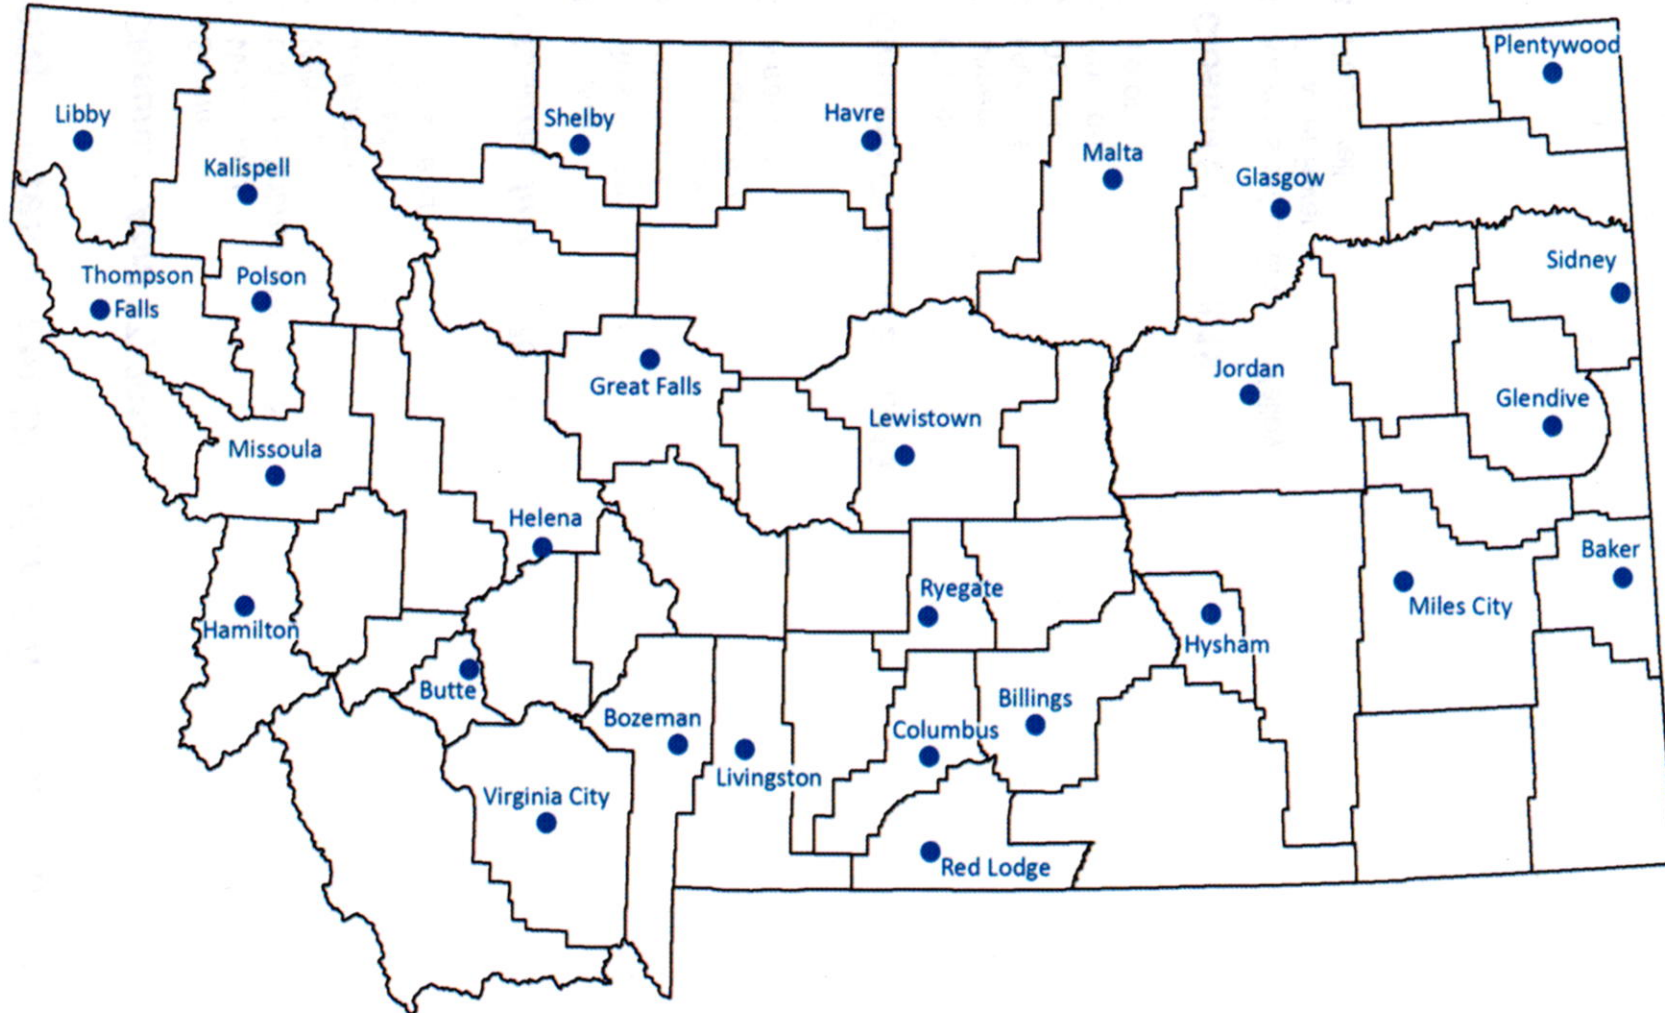 Plentywood
Libby
Shelby
Havre
Kalispell
Malta
Glasgow
Sidney
Thompson
Falls
Polson
Great Falls
Jordan
Glendive
Lewistown
Missoula
Helena
Baker
Ryegate
Miles City
Hamilton
Hysham
Butte
Billings
Bozeman
Columbus
Livingston
Virginia City
Red Lodge